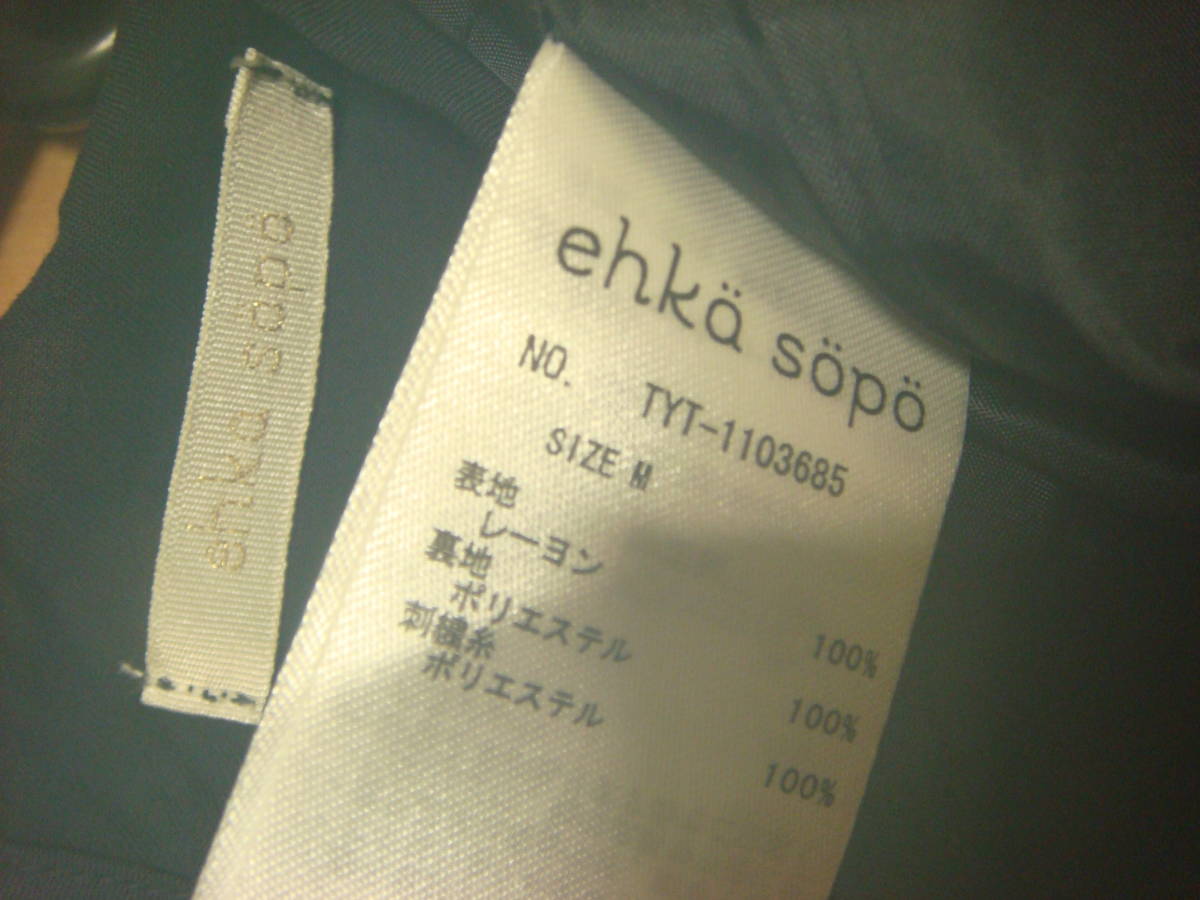 ehkä söpö
ehkä söpö
NO. TYT-1103685
SIZE M
表地
レーヨン 100%
裏地
ポリエステル 100%
刺繍糸
ポリエステル 100%